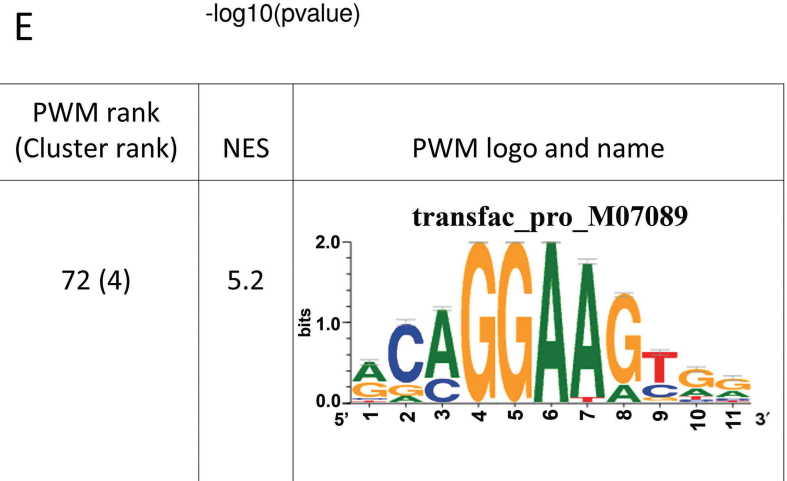 -log10(pvalue)
E
PWM rank
(Cluster rank)
NES
PWM logo and name
72 (4)
5.2
transfac_pro_M07089
2.0
bits
1.0
0.0
A
G
C
G
A
A
C
G
G
A
A
T
G
A
T
C
G
A
G
A
5'
1
2
3
4
5
6
7
8
9
10
11
3'